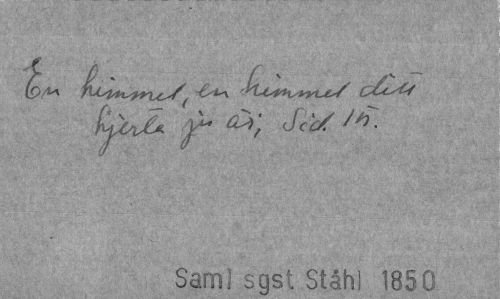 En himmel, en himmel ditt
hjerta ju är; Sid. 15.
Saml sgst Ståhl 1850